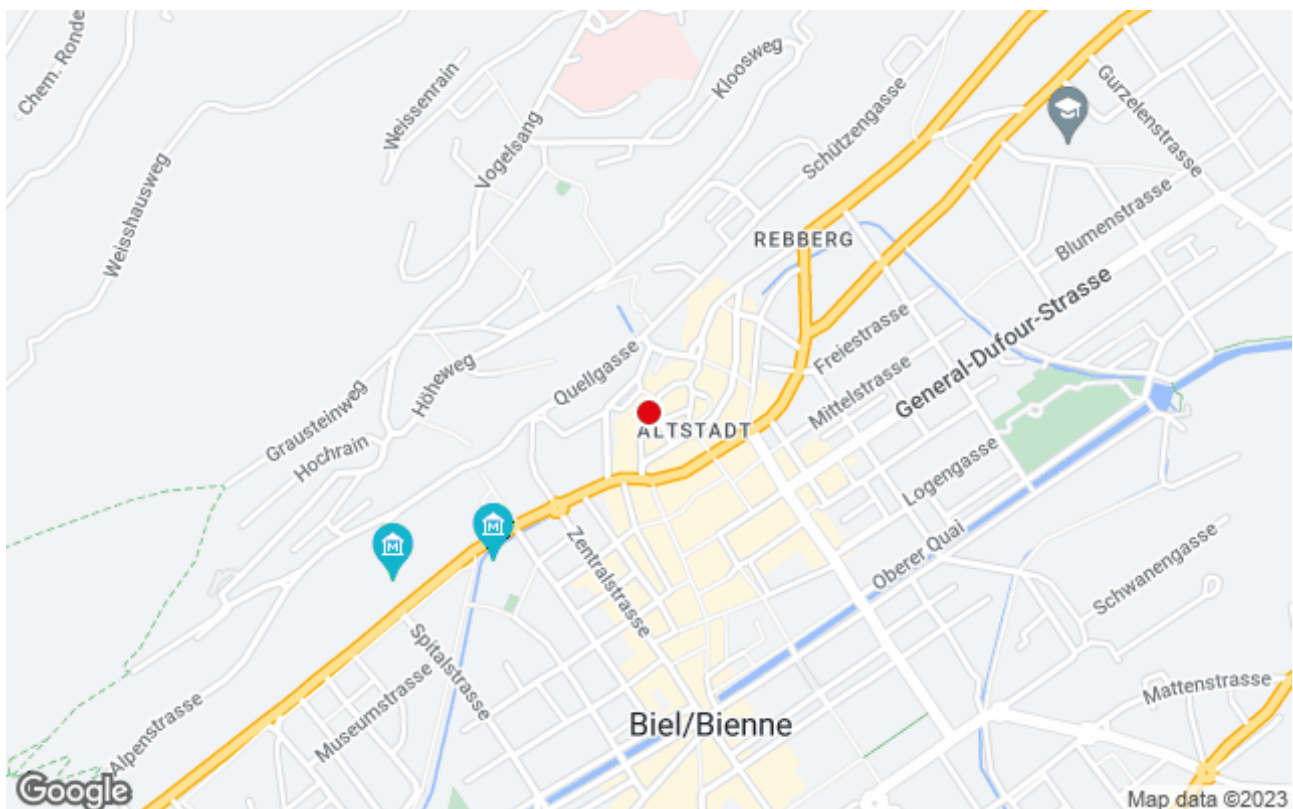 Chem. Ronde
Weissenrain
Kloosweg
Gurzelenstrasse
Schützengasse
Vogelsang
Weisshausweg
Blumenstrasse
REBBERG
General-Dufour-Strasse
Freiestrasse
Quellgasse
Höheweg
Mittelstrasse
Grausteinweg
Hochrain
ALTSTADT
Logengasse
Oberer Quai
Zentralstrasse
Schwanengasse
Spitalstrasse
Museumstrasse
Mattenstrasse
Alpenstrasse
Biel/Bienne
Google
Map data ©2023